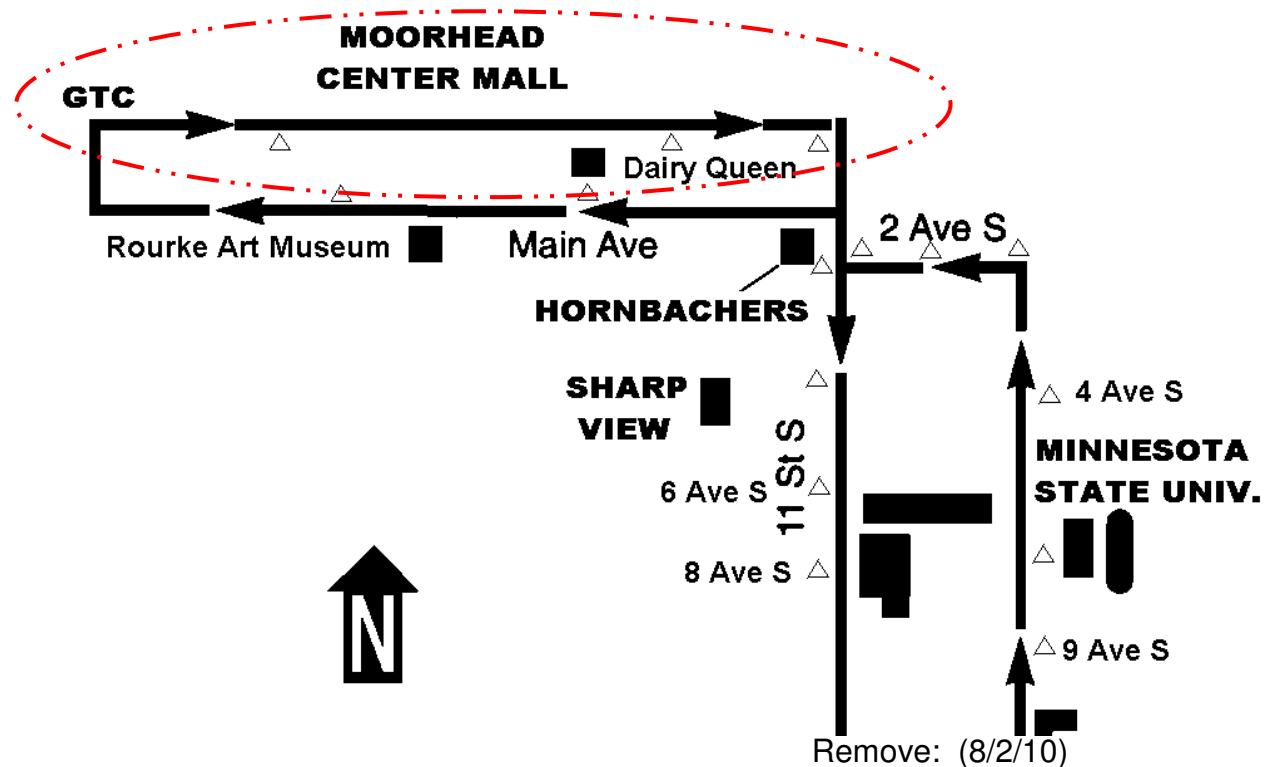 MOORHEAD
CENTER MALL
GTC
Dairy Queen
Rourke Art Museum
Main Ave
2 Ave S
HORNBACHERS
SHARP
VIEW
11 St S
4 Ave S
MINNESOTA
STATE UNIV.
6 Ave S
8 Ave S
9 Ave S
N
Remove: (8/2/10)